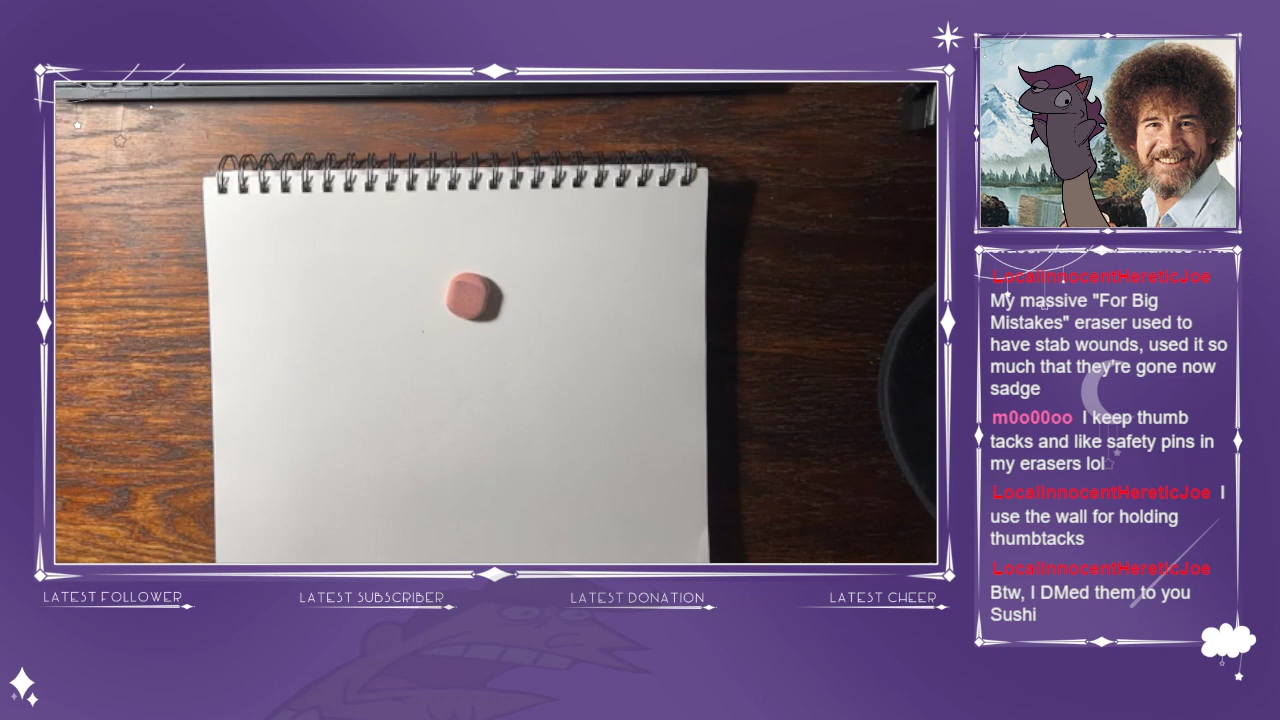 LocalInnocentHereticJoe
My massive "For Big
Mistakes" eraser used to
have stab wounds, used it so
much that they're gone now
sadge
m0o00oo I keep thumb
tacks and like safety pins in
my erasers lol
LocalInnocentHereticJoe I
use the wall for holding
thumbtacks
LocalInnocentHereticJoe
Btw, I DMed them to you
Sushi
LATEST FOLLOWER
LATEST SUBSCRIBER
LATEST DONATION
LATEST CHEER